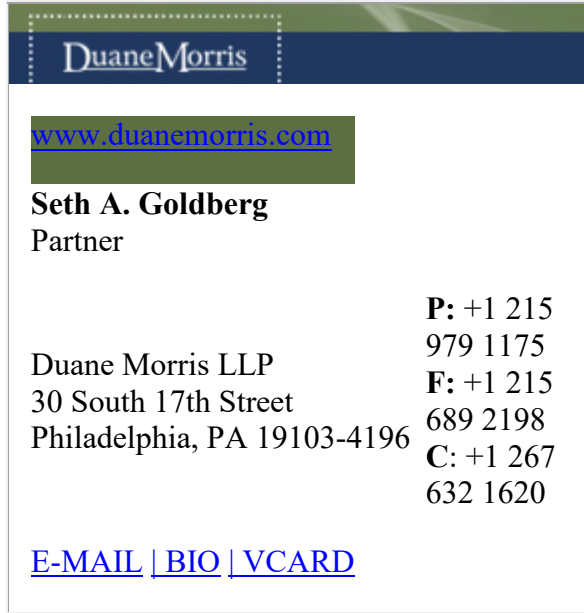 DuaneMorris
www.duanemorris.com
Seth A. Goldberg
Partner
Duane Morris LLP
30 South 17th Street
Philadelphia, PA 19103-4196
P: +1 215
979 1175
F: +1 215
689 2198
C: +1 267
632 1620
E-MAIL | BIO | VCARD